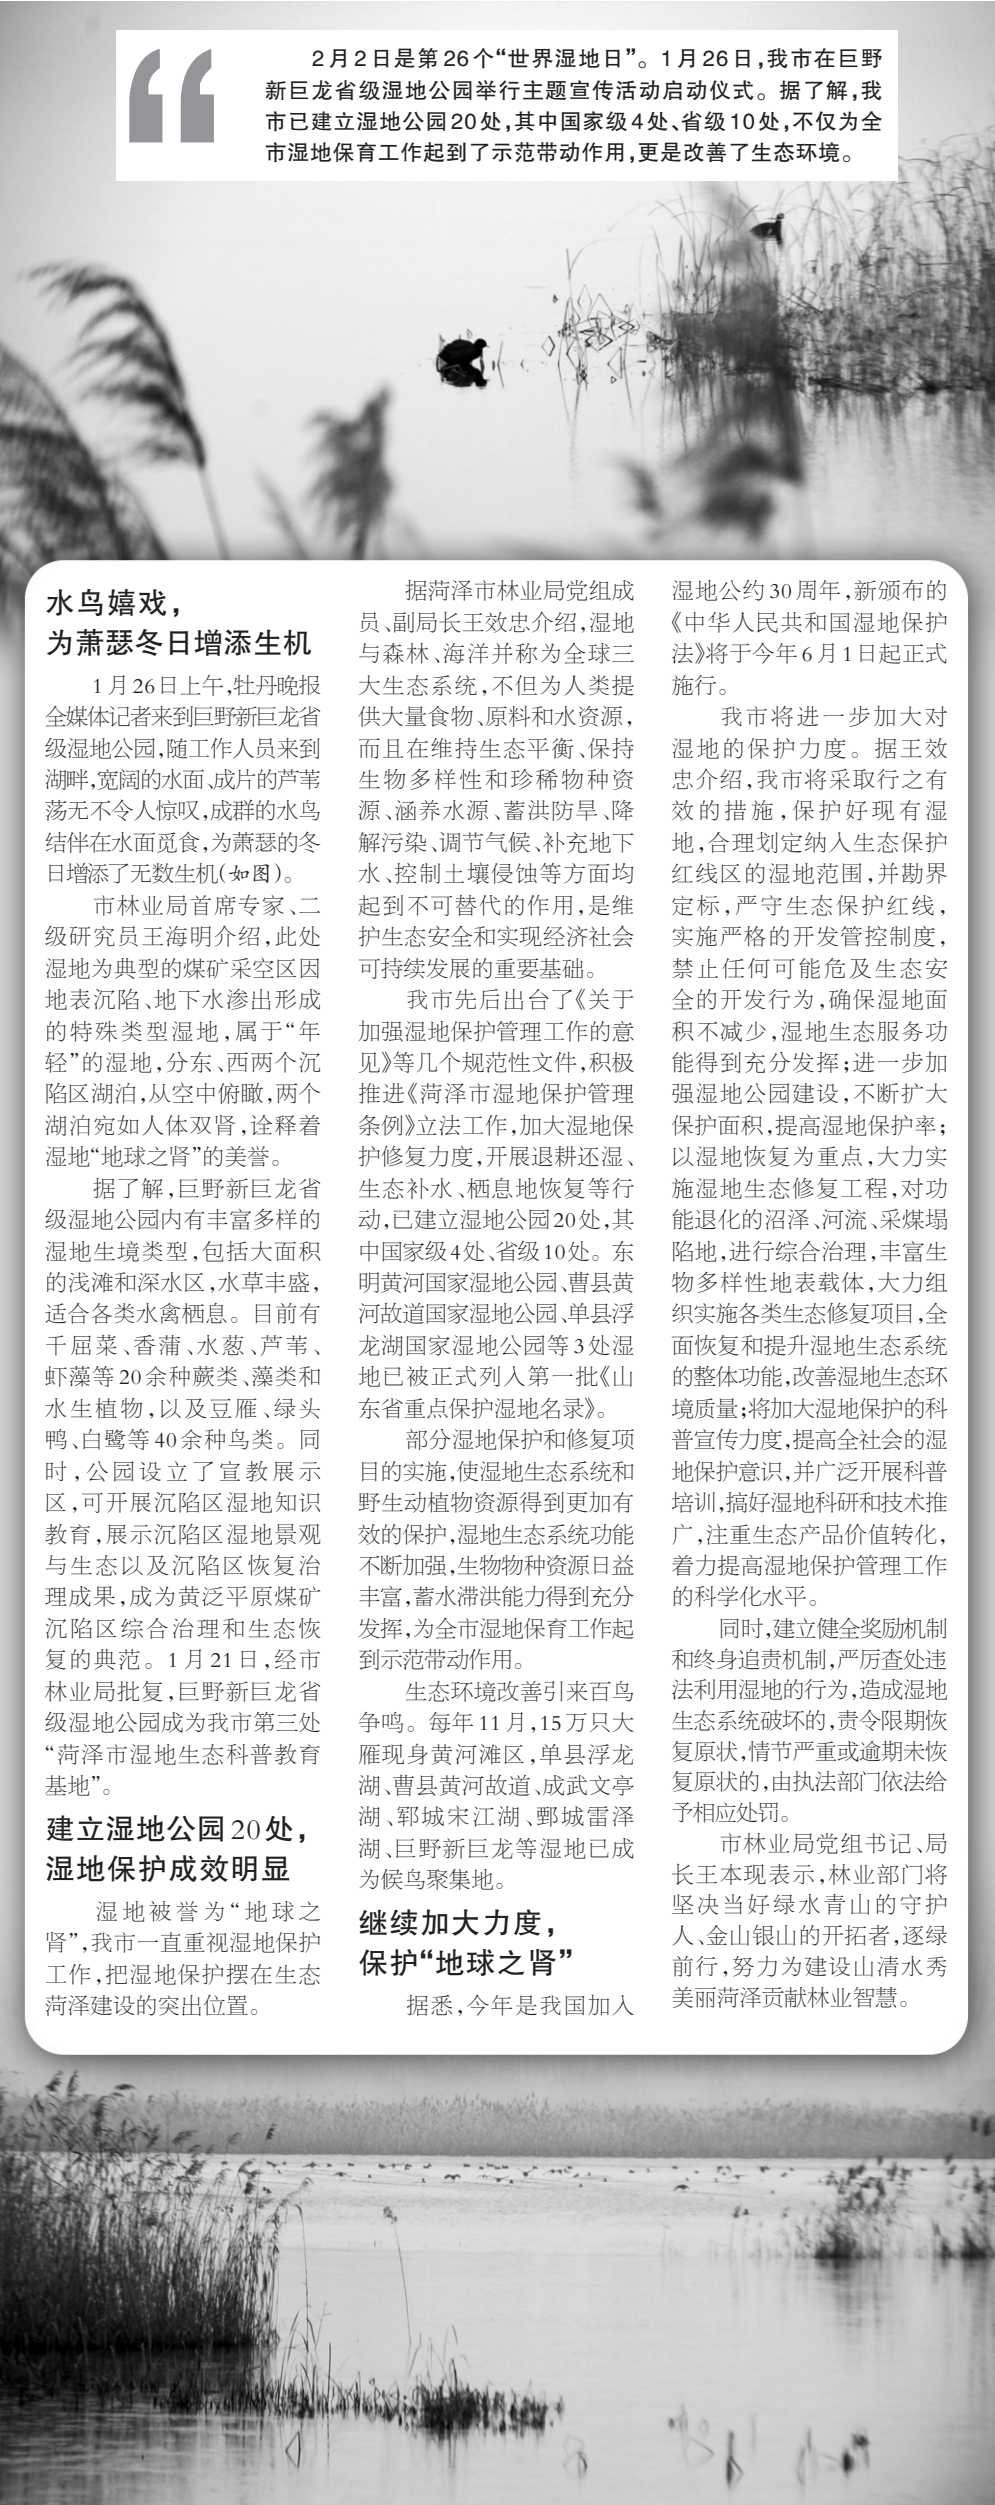 2月2日是第26个“世界湿地日”。1月26日,我市在巨野
新巨龙省级湿地公园举行主题宣传活动启动仪式。据了解,我
市已建立湿地公园20处,其中国家级4处、省级10处,不仅为全
市湿地保育工作起到了示范带动作用,更是改善了生态环境。
水鸟嬉戏,
为萧瑟冬日增添生机
1月26日上午,牡丹晚报
全媒体记者来到巨野新巨龙省
级湿地公园,随工作人员来到
湖畔,宽阔的水面、成片的芦苇
荡无不令人惊叹,成群的水鸟
结伴在水面觅食,为萧瑟的冬
日增添了无数生机(如图)。
市林业局首席专家、二
级研究员王海明介绍,此处
湿地为典型的煤矿采空区因
地表沉陷、地下水渗出形成
的特殊类型湿地,属于“年
轻”的湿地,分东、西两个沉
陷区湖泊,从空中俯瞰,两个
湖泊宛如人体双肾,诠释着
湿地“地球之肾”的美誉。
据了解,巨野新巨龙省
级湿地公园内有丰富多样的
湿地生境类型,包括大面积
的浅滩和深水区,水草丰盛,
适合各类水禽栖息。目前有
千屈菜、香蒲、水葱、芦苇、
虾藻等20余种蕨类、藻类和
水生植物,以及豆雁、绿头
鸭、白鹭等40余种鸟类。同
时,公园设立了宣教展示
区,可开展沉陷区湿地知识
教育,展示沉陷区湿地景观
与生态以及沉陷区恢复治
理成果,成为黄泛平原煤矿
沉陷区综合治理和生态恢
复的典范。1月21日,经市
林业局批复,巨野新巨龙省
级湿地公园成为我市第三处
“菏泽市湿地生态科普教育
基地”。
建立湿地公园20处,
湿地保护成效明显
湿地被誉为“地球之
肾”,我市一直重视湿地保护
工作,把湿地保护摆在生态
菏泽建设的突出位置。
据菏泽市林业局党组成
员、副局长王效忠介绍,湿地
与森林、海洋并称为全球三
大生态系统,不但为人类提
供大量食物、原料和水资源,
而且在维持生态平衡、保持
生物多样性和珍稀物种资
源、涵养水源、蓄洪防旱、降
解污染、调节气候、补充地下
水、控制土壤侵蚀等方面均
起到不可替代的作用,是维
护生态安全和实现经济社会
可持续发展的重要基础。
我市先后出台了《关于
加强湿地保护管理工作的意
见》等几个规范性文件,积极
推进《菏泽市湿地保护管理
条例》立法工作,加大湿地保
护修复力度,开展退耕还湿、
生态补水、栖息地恢复等行
动,已建立湿地公园20处,其
中国家级4处、省级10处。东
明黄河国家湿地公园、曹县黄
河故道国家湿地公园、单县浮
龙湖国家湿地公园等3处湿
地已被正式列入第一批《山
东省重点保护湿地名录》。
部分湿地保护和修复项
目的实施,使湿地生态系统和
野生动植物资源得到更加有
效的保护,湿地生态系统功能
不断加强,生物物种资源日益
丰富,蓄水滞洪能力得到充分
发挥,为全市湿地保育工作起
到示范带动作用。
生态环境改善引来百鸟
争鸣。每年11月,15万只大
雁现身黄河滩区,单县浮龙
湖、曹县黄河故道、成武文亭
湖、郓城宋江湖、鄄城雷泽
湖、巨野新巨龙等湿地已成
为候鸟聚集地。
继续加大力度,
保护“地球之肾”
据悉,今年是我国加入
湿地公约30周年,新颁布的
《中华人民共和国湿地保护
法》将于今年6月1日起正式
施行。
我市将进一步加大对
湿地的保护力度。据王效
忠介绍,我市将采取行之有
效的措施,保护好现有湿
地,合理划定纳入生态保护
红线区的湿地范围,并勘界
定标,严守生态保护红线,
实施严格的开发管控制度,
禁止任何可能危及生态安
全的开发行为,确保湿地面
积不减少,湿地生态服务功
能得到充分发挥;进一步加
强湿地公园建设,不断扩大
保护面积,提高湿地保护率;
以湿地恢复为重点,大力实
施湿地生态修复工程,对功
能退化的沼泽、河流、采煤塌
陷地,进行综合治理,丰富生
物多样性地表载体,大力组
织实施各类生态修复项目,全
面恢复和提升湿地生态系统
的整体功能,改善湿地生态环
境质量;将加大湿地保护的科
普宣传力度,提高全社会的湿
地保护意识,并广泛开展科普
培训,搞好湿地科研和技术推
广,注重生态产品价值转化,
着力提高湿地保护管理工作
的科学化水平。
同时,建立健全奖励机制
和终身追责机制,严厉查处违
法利用湿地的行为,造成湿地
生态系统破坏的,责令限期恢
复原状,情节严重或逾期未恢
复原状的,由执法部门依法给
予相应处罚。
市林业局党组书记、局
长王本现表示,林业部门将
坚决当好绿水青山的守护
人、金山银山的开拓者,逐绿
前行,努力为建设山清水秀
美丽菏泽贡献林业智慧。